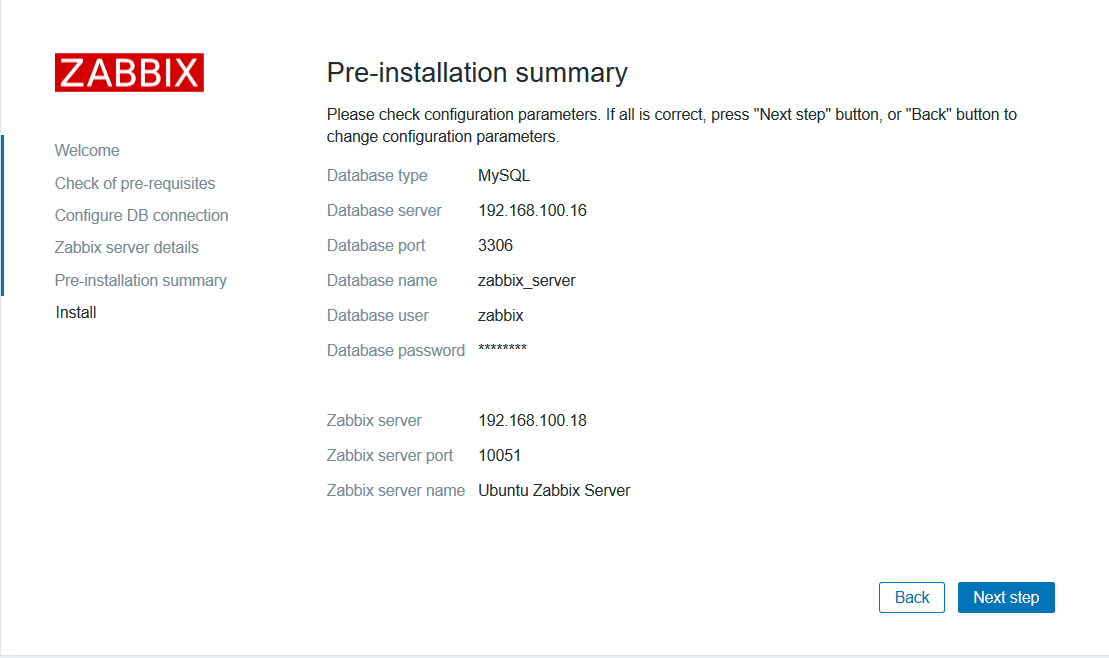 ZABBIX
Welcome
Check of pre-requisites
Configure DB connection
Zabbix server details
Pre-installation summary
Install
Pre-installation summary
Please check configuration parameters. If all is correct, press "Next step" button, or "Back" button to
change configuration parameters.
Database type MySQL
Database server 192.168.100.16
Database port 3306
Database name zabbix_server
Database user zabbix
Database password ********
Zabbix server 192.168.100.18
Zabbix server port 10051
Zabbix server name Ubuntu Zabbix Server
Back Next step